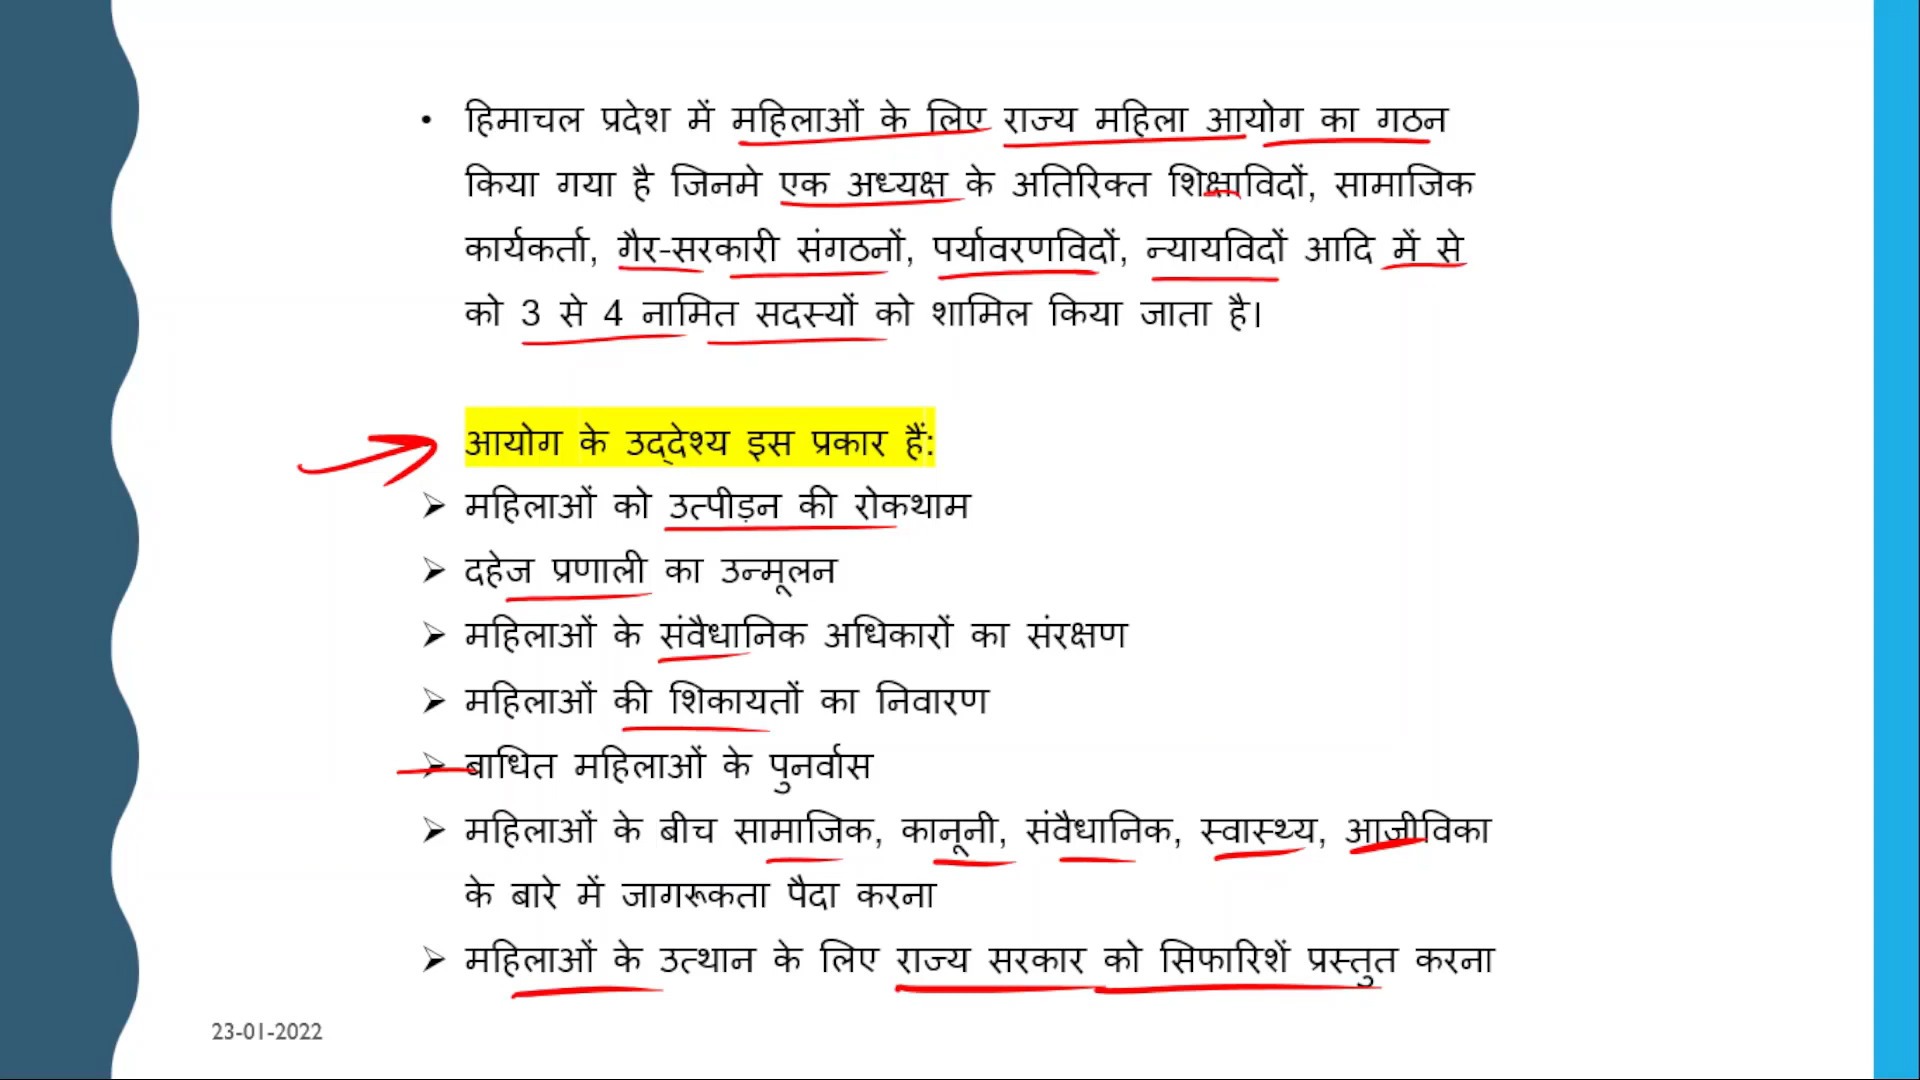 • हिमाचल प्रदेश में महिलाओं के लिए राज्य महिला आयोग का गठन
किया गया है जिनमे एक अध्यक्ष के अतिरिक्त शिक्षाविदों, सामाजिक
कार्यकर्ता, गैर-सरकारी संगठनों, पर्यावरणविदों, न्यायविदों आदि में से
को 3 से 4 नामित सदस्यों को शामिल किया जाता है।
आयोग के उद्देश्य इस प्रकार हैं:
➢ महिलाओं को उत्पीड़न की रोकथाम
➢ दहेज प्रणाली का उन्मूलन
➢ महिलाओं के संवैधानिक अधिकारों का संरक्षण
➢ महिलाओं की शिकायतों का निवारण
➢ बाधित महिलाओं के पुनर्वास
➢ महिलाओं के बीच सामाजिक, कानूनी, संवैधानिक, स्वास्थ्य, आजीविका
के बारे में जागरूकता पैदा करना
➢ महिलाओं के उत्थान के लिए राज्य सरकार को सिफारिशें प्रस्तुत करना
23-01-2022